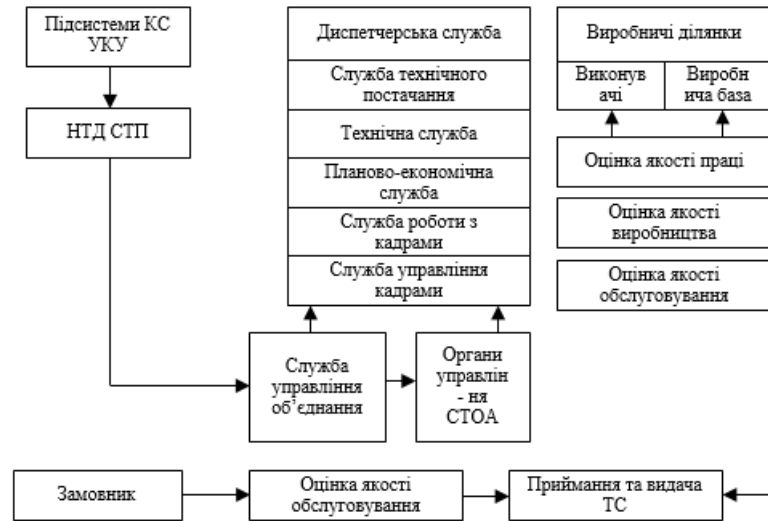 Підсистеми КС
УКУ
НТД СТП
Диспетчерська служба
Служба технічного
постачання
Технічна служба
Планово-економічна
служба
Служба роботи з
кадрами
Служба управління
кадрами
Виробничі ділянки
Виконув
ачі
Виробн
ича база
Оцінка якості праці
Оцінка якості
виробництва
Оцінка якості
обслуговування
Служба
управління
об’єднання
Органи
управлін
- ня
СТОА
Замовник
Оцінка якості
обслуговування
Приймання та видача
ТС